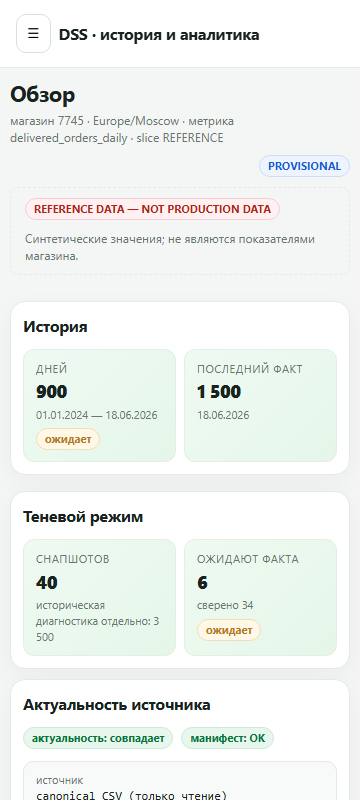 ☰ DSS · история и аналитика
Обзор
магазин 7745 · Europe/Moscow · метрика
delivered_orders_daily · slice REFERENCE
PROVISIONAL
REFERENCE DATA — NOT PRODUCTION DATA
Синтетические значения; не являются показателями
магазина.
История
ДНЕЙ
900
01.01.2024 — 18.06.2026
ожидает
ПОСЛЕДНИЙ ФАКТ
1 500
18.06.2026
Теневой режим
СНАПШОТОВ
40
историческая
диагностика отдельно: 3
500
ОЖИДАЮТ ФАКТА
6
сверено 34
ожидает
Актуальность источника
актуальность: совпадает
манифест: OK
источник
canonical CSV (только чтение)